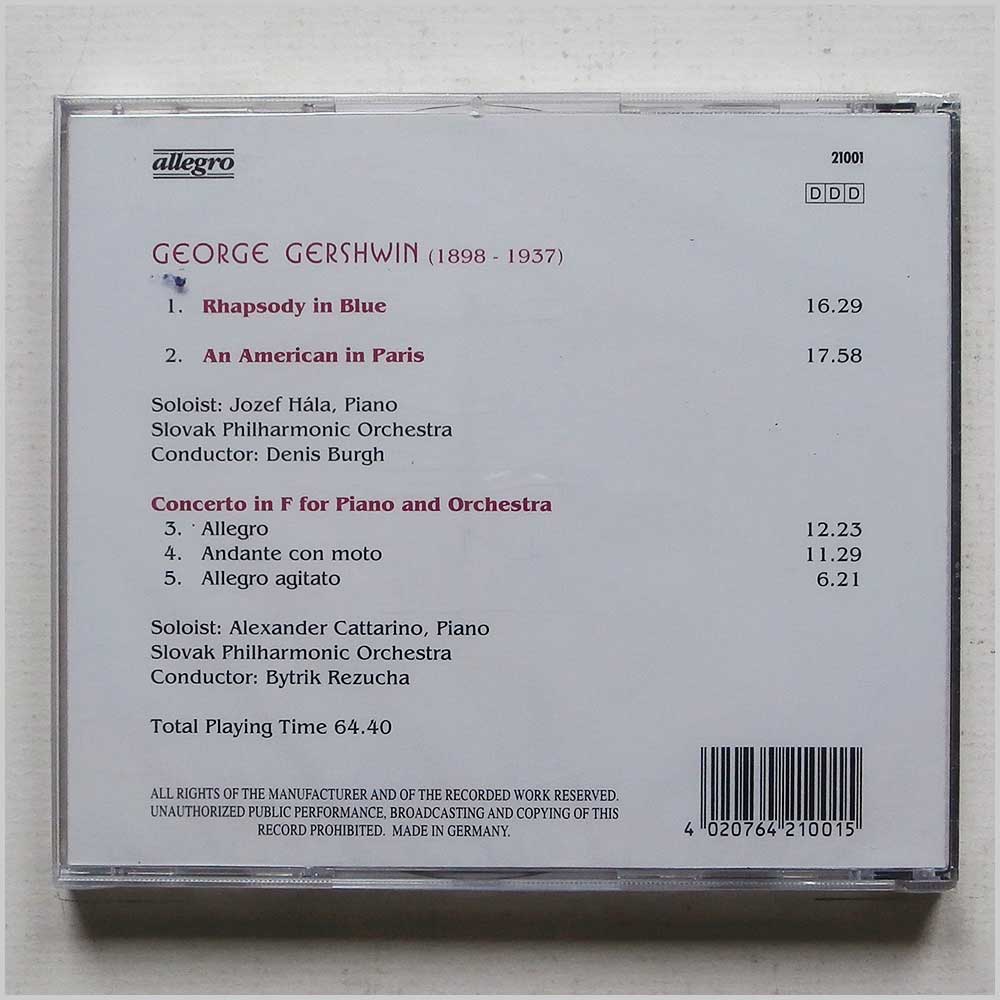 allegro
21001
DDD
GEORGE GERSHWIN (1898 - 1937)
1. Rhapsody in Blue 16.29
2. An American in Paris 17.58
Soloist: Jozef Hála, Piano
Slovak Philharmonic Orchestra
Conductor: Denis Burgh
Concerto in F for Piano and Orchestra
3. Allegro 12.23
4. Andante con moto 11.29
5. Allegro agitato 6.21
Soloist: Alexander Cattarino, Piano
Slovak Philharmonic Orchestra
Conductor: Bytrik Rezucha
Total Playing Time 64.40
ALL RIGHTS OF THE MANUFACTURER AND OF THE RECORDED WORK RESERVED.
UNAUTHORIZED PUBLIC PERFORMANCE, BROADCASTING AND COPYING OF THIS
RECORD PROHIBITED. MADE IN GERMANY.
4 020764 210015